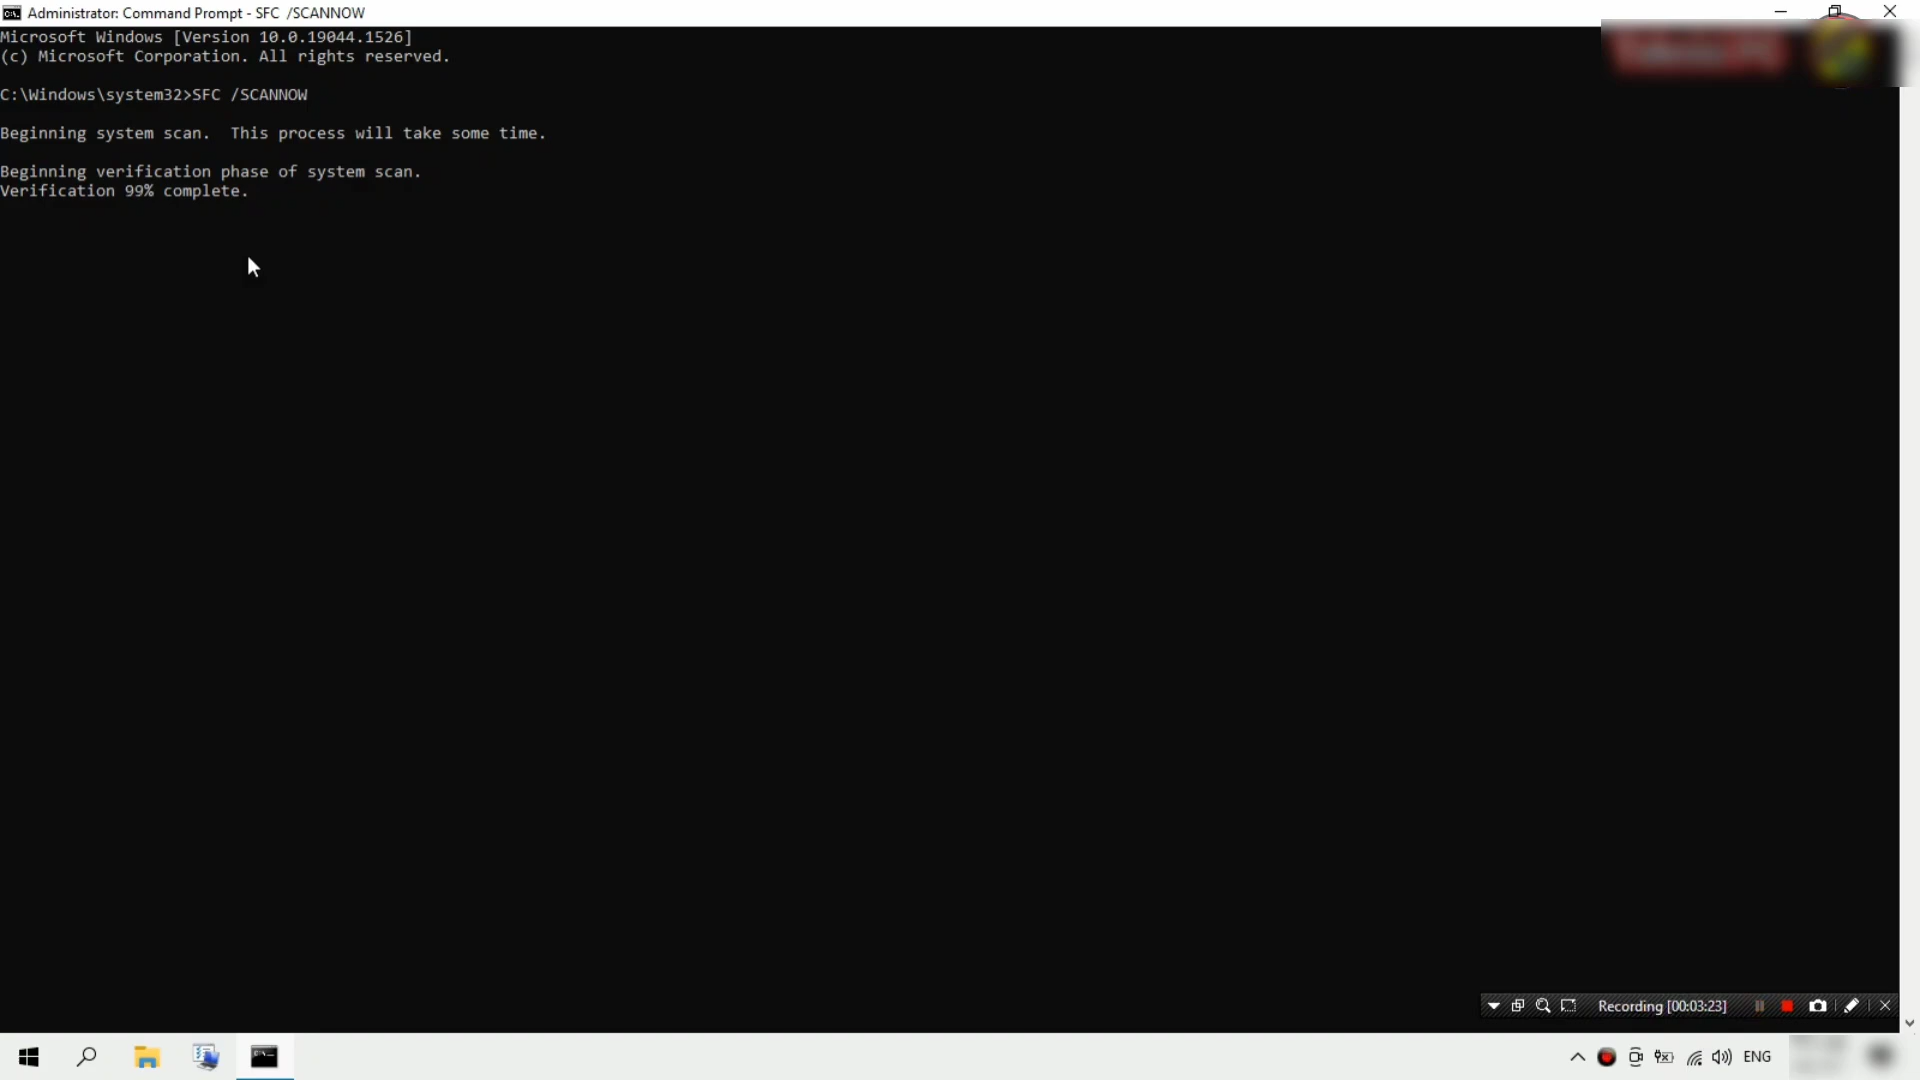 Administrator: Command Prompt - SFC  /SCANNOW
Microsoft Windows [Version 10.0.19044.1526]
(c) Microsoft Corporation. All rights reserved.
C:\Windows\system32>SFC /SCANNOW
Beginning system scan.  This process will take some time.
Beginning verification phase of system scan.
Verification 99% complete.
Recording [00:03:23]
ENG